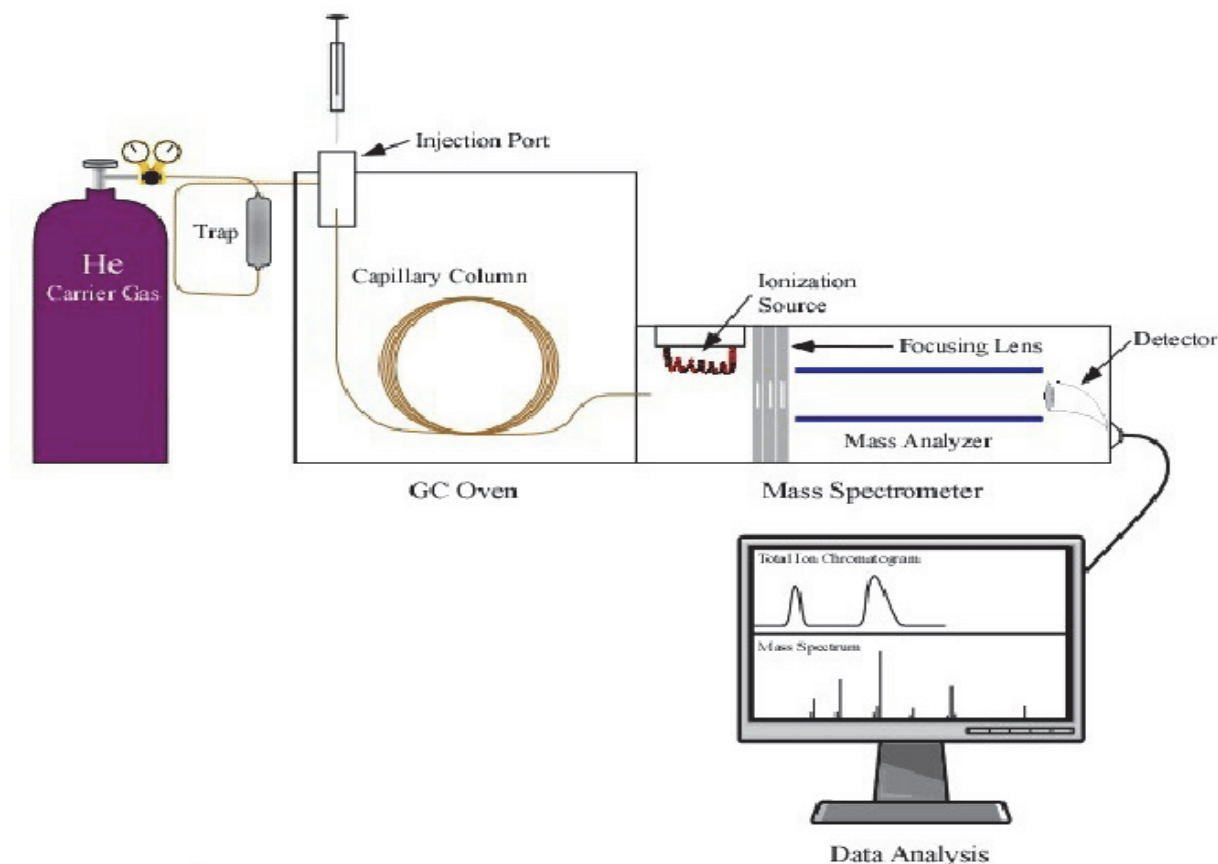 Injection Port
Trap
He
Carrier Gas
Capillary Column
Ionization
Source
Focusing Lens
Detector
Mass Analyzer
GC Oven
Mass Spectrometer
Total Ion Chromatogram
Mass Spectrum
Data Analysis